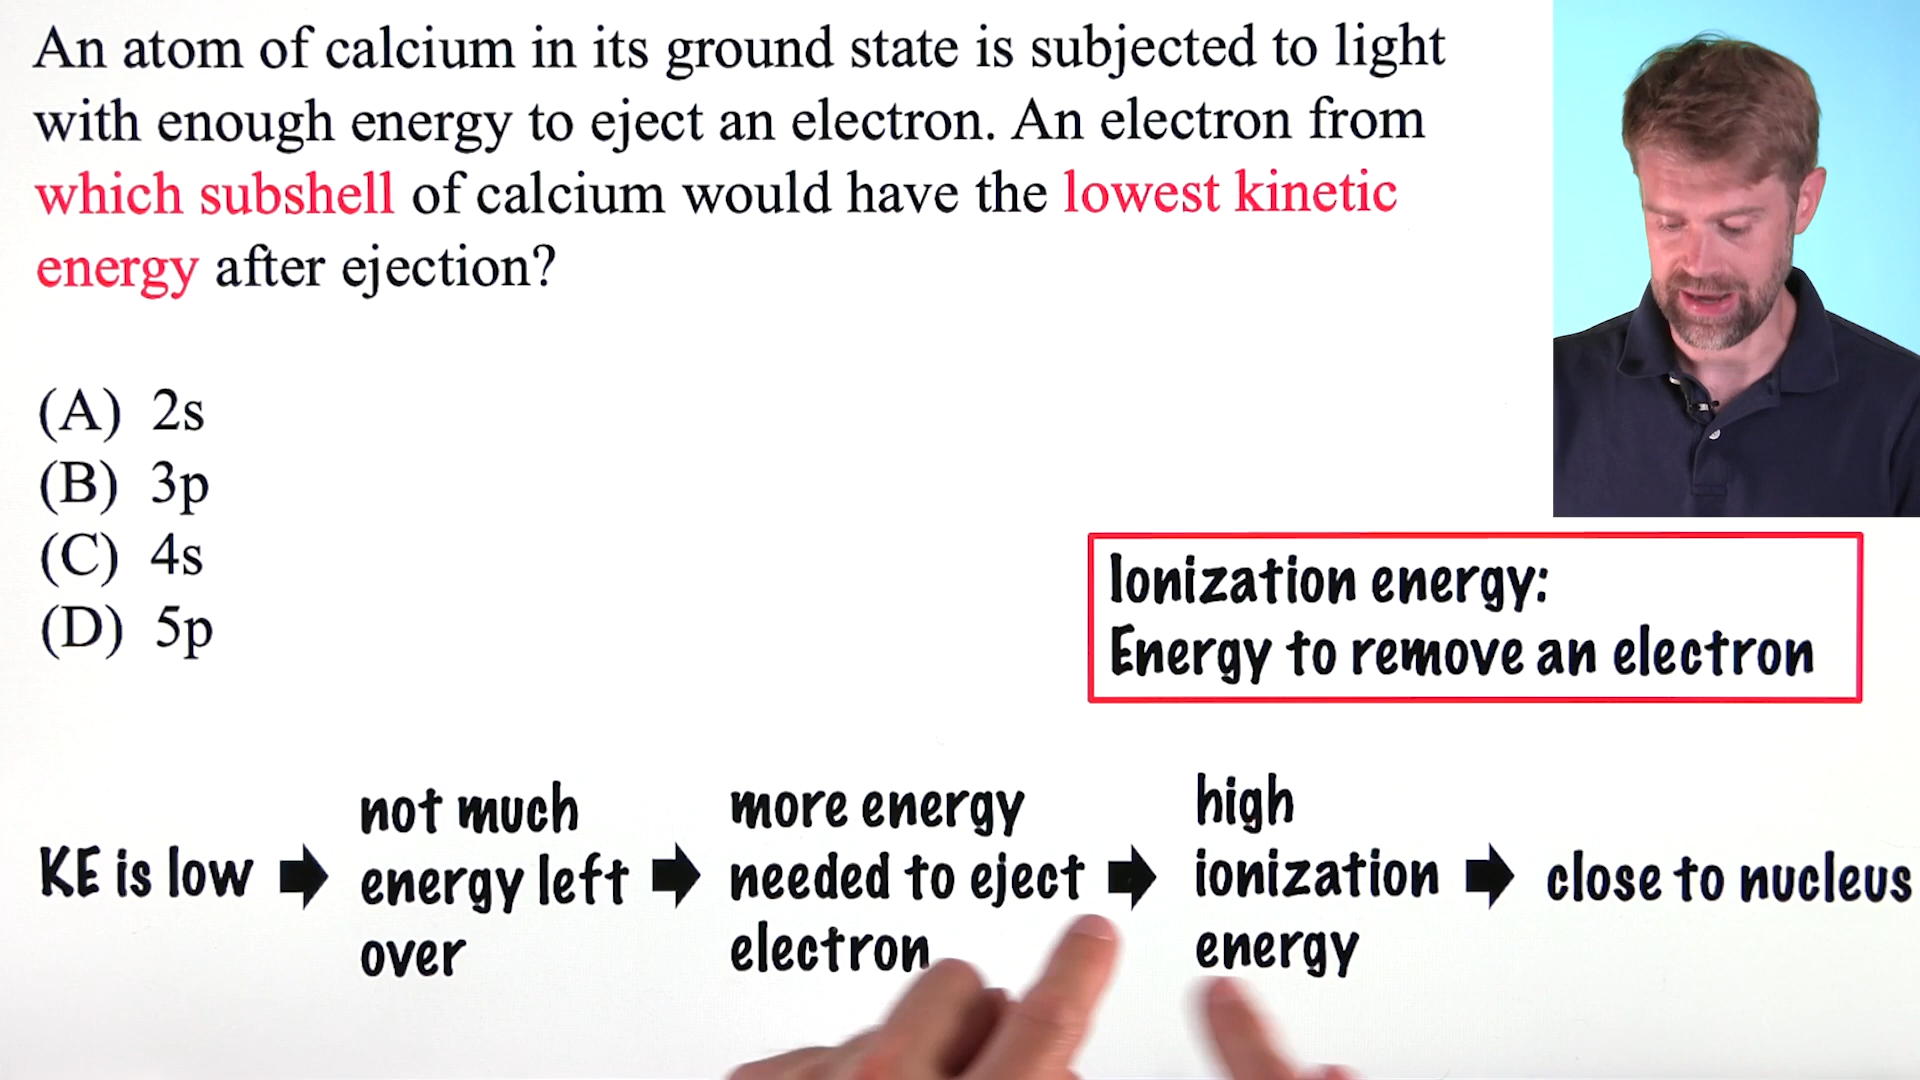 An atom of calcium in its ground state is subjected to light
with enough energy to eject an electron. An electron from
which subshell of calcium would have the lowest kinetic
energy after ejection?
(A) 2s
(B) 3p
(C) 4s
(D) 5p
Ionization energy:
Energy to remove an electron
KE is low
not much
energy left
over
more energy
needed to eject
electron
high
ionization
energy
close to nucleus